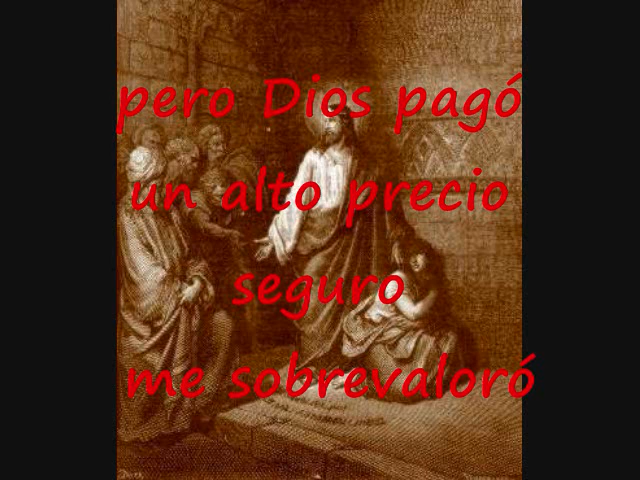 pero Dios pagó
un alto precio
seguro
me sobrevaloró